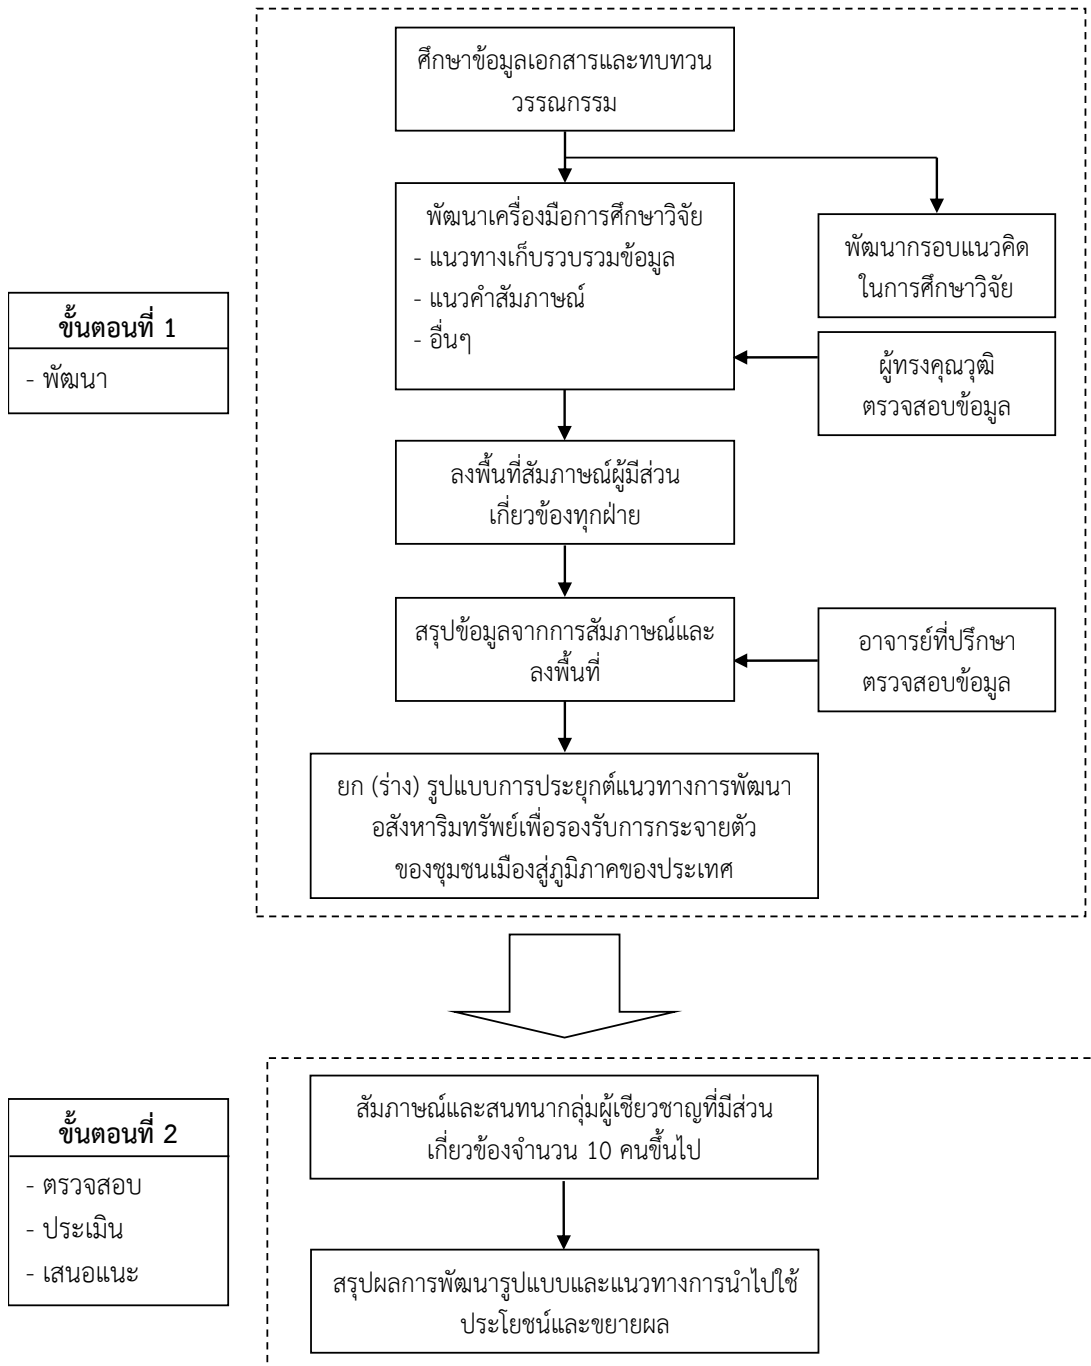 ศึกษาข้อมูลเอกสารและทบทวน
วรรณกรรม
พัฒนาเครื่องมือการศึกษาวิจัย
- แนวทางเก็บรวบรวมข้อมูล
- แนวคำสัมภาษณ์
- อื่นๆ
พัฒนากรอบแนวคิด
ในการศึกษาวิจัย
ขั้นตอนที่ 1
- พัฒนา
ผู้ทรงคุณวุฒิ
ตรวจสอบข้อมูล
ลงพื้นที่สัมภาษณ์ผู้มีส่วน
เกี่ยวข้องทุกฝ่าย
สรุปข้อมูลจากการสัมภาษณ์และ
ลงพื้นที่
อาจารย์ที่ปรึกษา
ตรวจสอบข้อมูล
ยก (ร่าง) รูปแบบการประยุกต์แนวทางการพัฒนา
อสังหาริมทรัพย์เพื่อรองรับการกระจายตัว
ของชุมชนเมืองสู่ภูมิภาคของประเทศ
ขั้นตอนที่ 2
- ตรวจสอบ
- ประเมิน
- เสนอแนะ
สัมภาษณ์และสนทนากลุ่มผู้เชียวชาญที่มีส่วน
เกี่ยวข้องจำนวน 10 คนขึ้นไป
สรุปผลการพัฒนารูปแบบและแนวทางการนำไปใช้
ประโยชน์และขยายผล